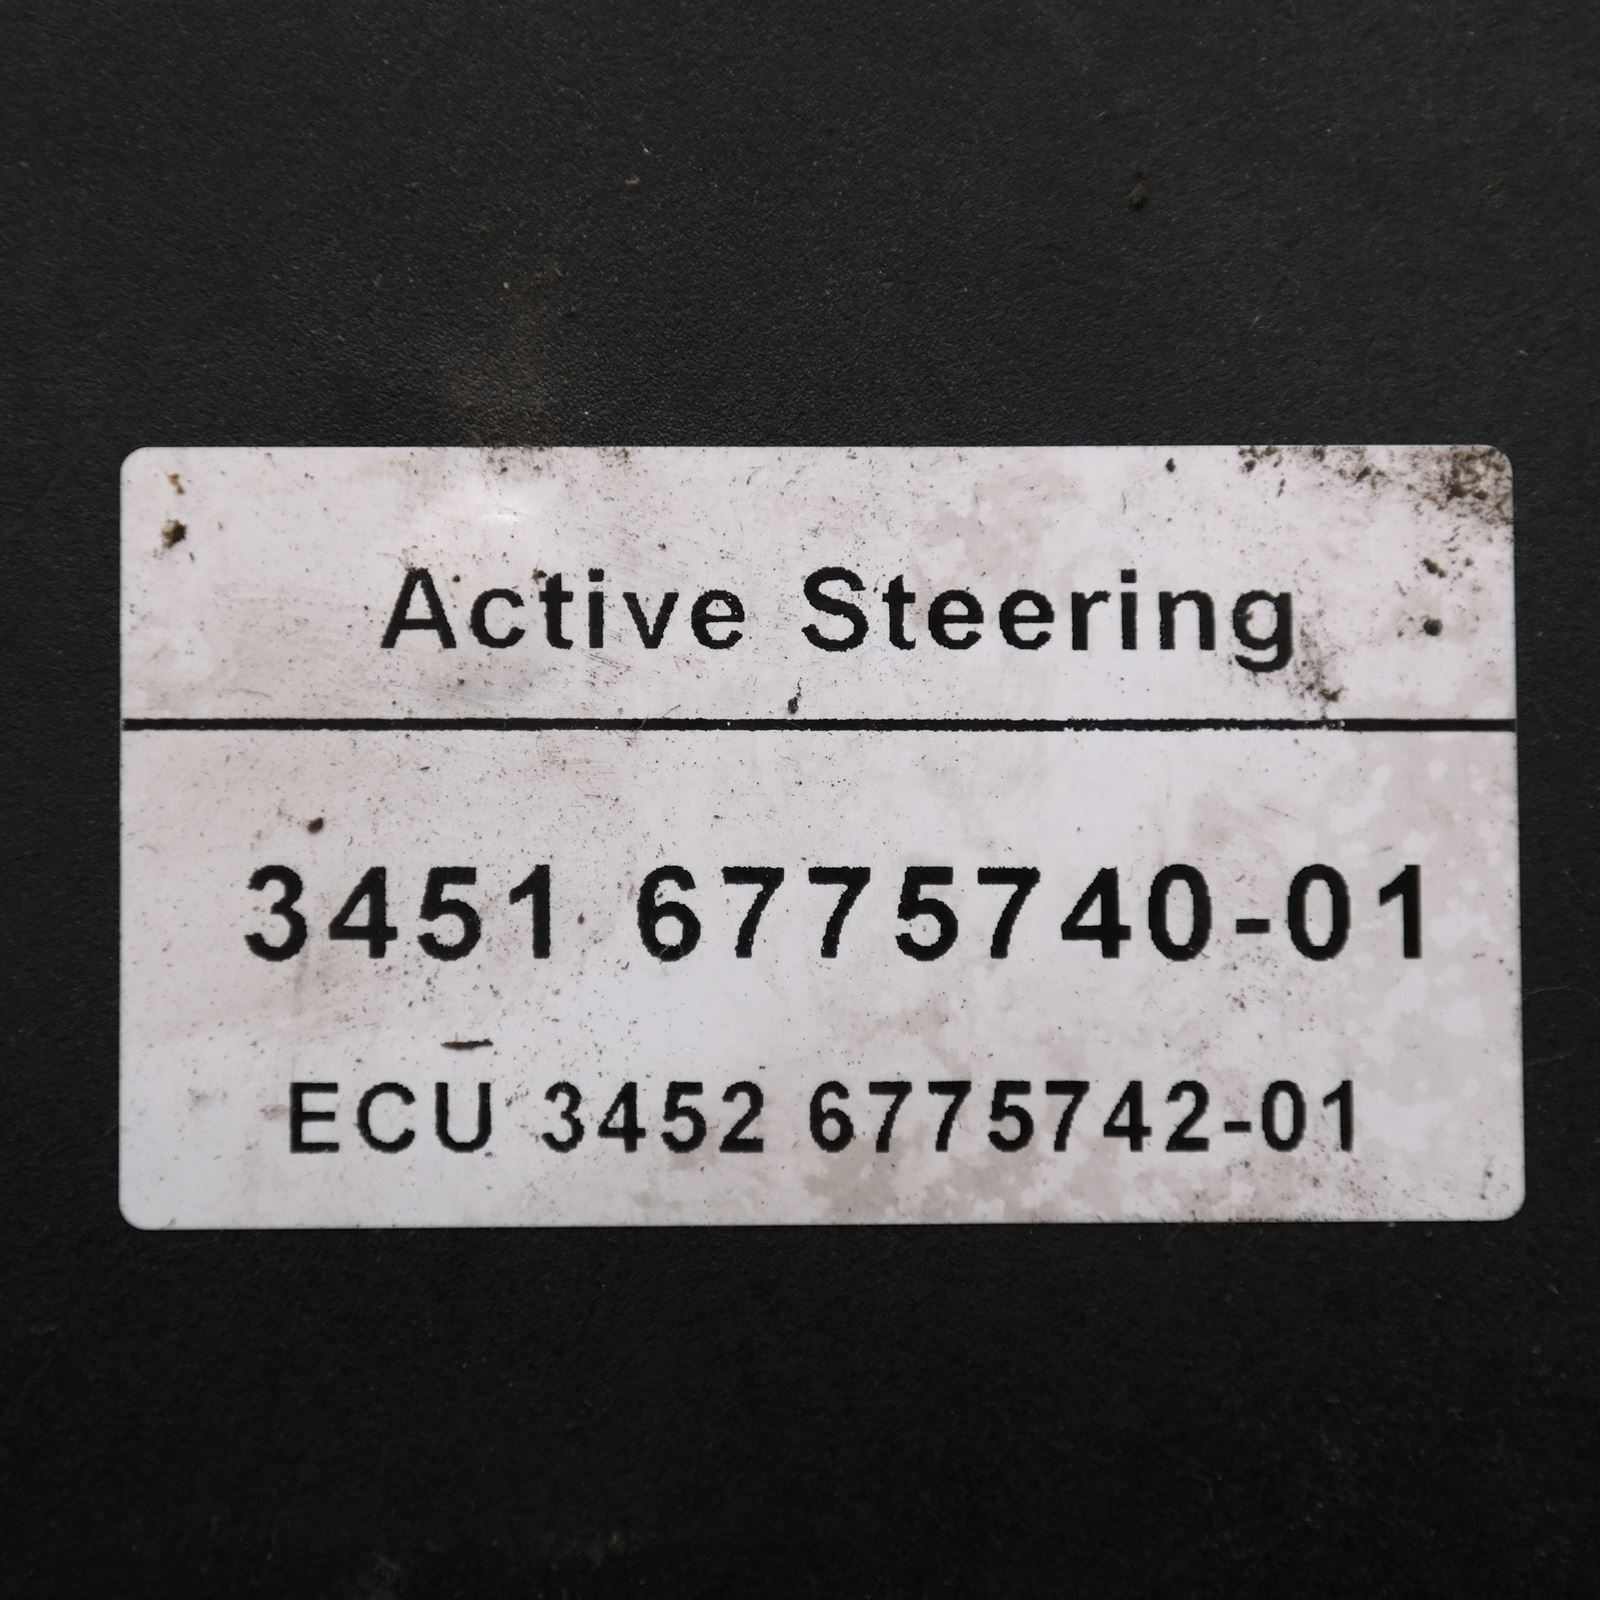 Active Steering
3451 6775740-01
ECU 3452 6775742-01